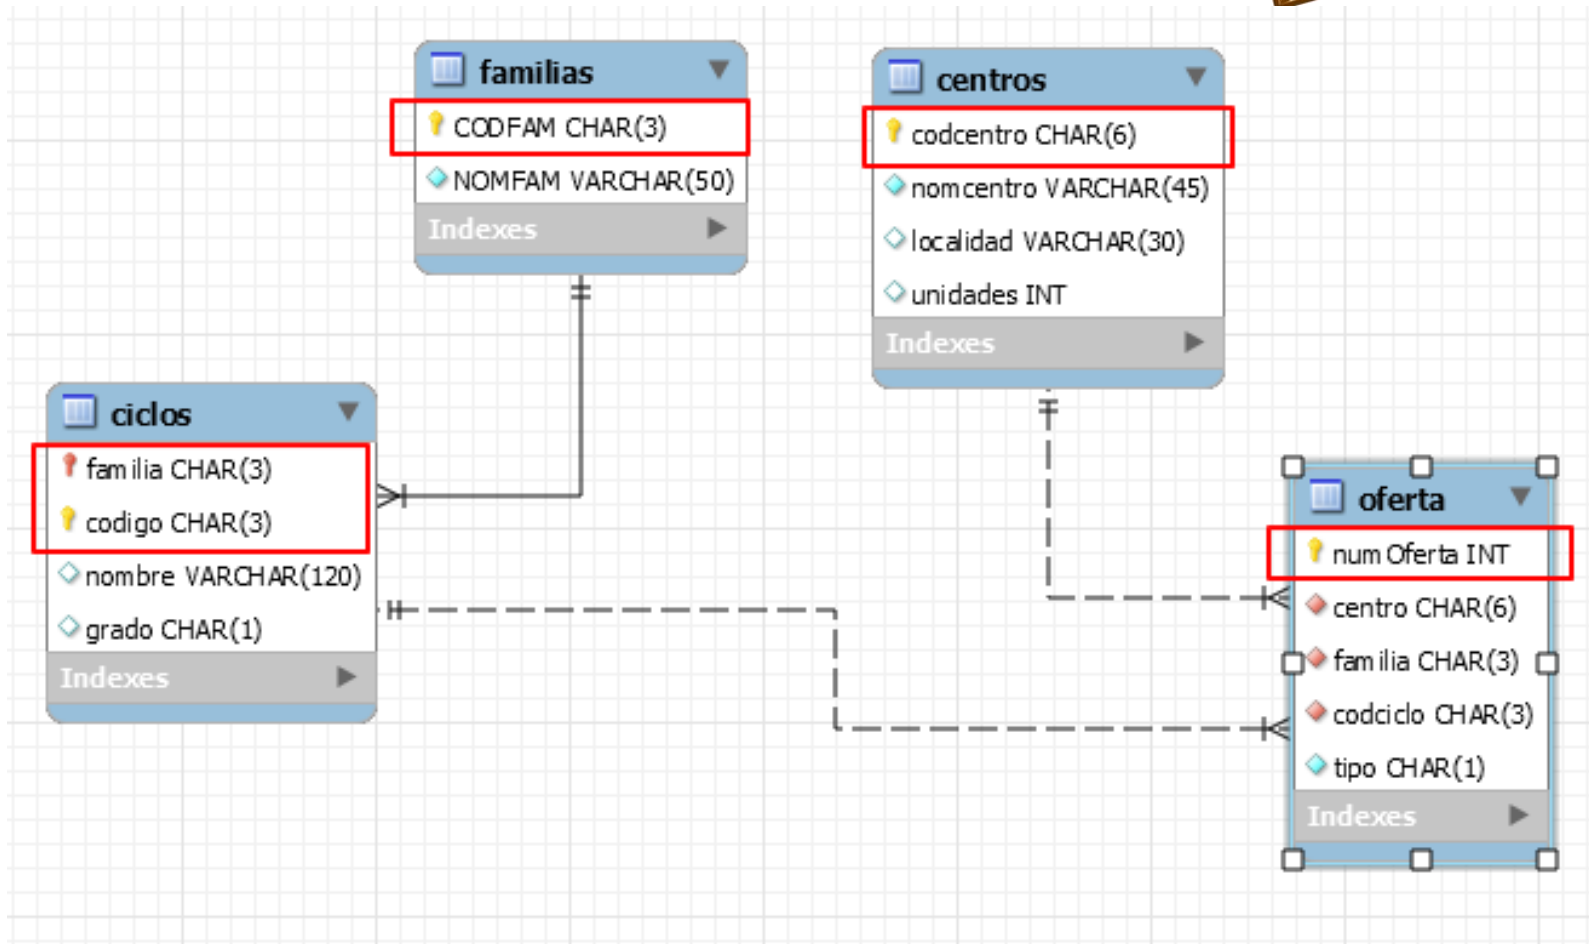 familias
CODFAM CHAR(3)
NOMFAM VARCHAR(50)
Indexes
centros
codcentro CHAR(6)
nomcentro VARCHAR(45)
localidad VARCHAR(30)
unidades INT
Indexes
ciclos
familia CHAR(3)
codigo CHAR(3)
nombre VARCHAR(120)
grado CHAR(1)
Indexes
oferta
numOferta INT
centro CHAR(6)
familia CHAR(3)
codciclo CHAR(3)
tipo CHAR(1)
Indexes